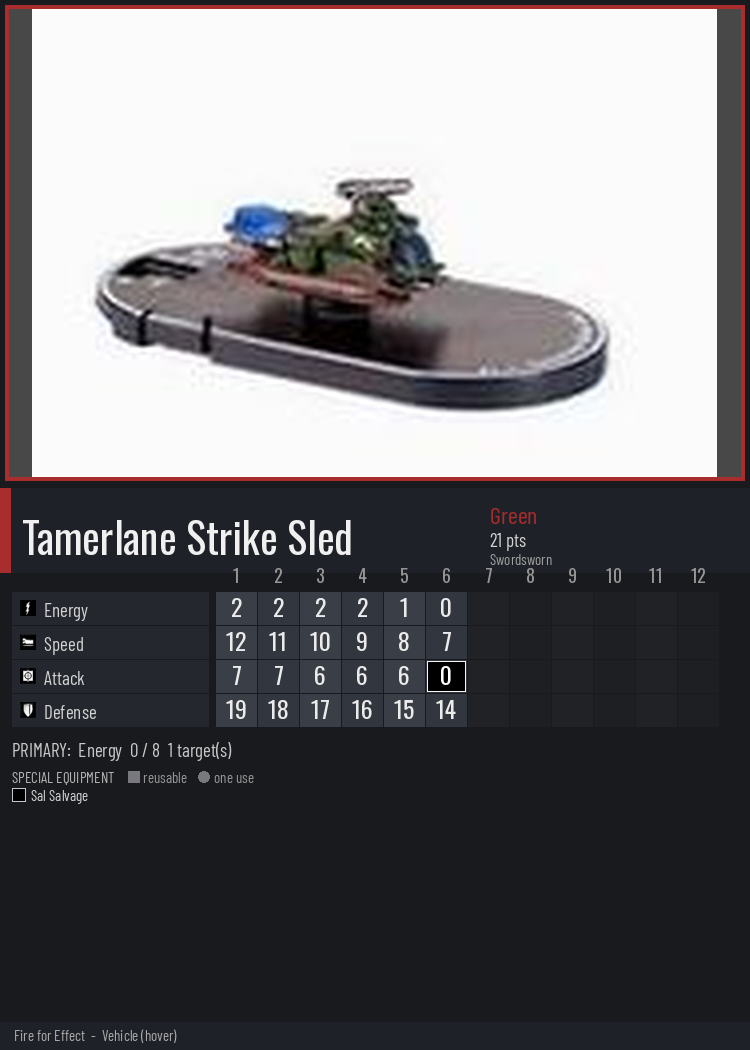 Tamerlane Strike Sled
Green
21 pts
Swordsworn
1 2 3 4 5 6 7 8 9 10 11 12
Energy 2 2 2 2 1 0
Speed 12 11 10 9 8 7
Attack 7 7 6 6 6 0
Defense 19 18 17 16 15 14
PRIMARY: Energy 0 / 8 1 target(s)
SPECIAL EQUIPMENT reusable one use
Sal Salvage
Fire for Effect - Vehicle (hover)